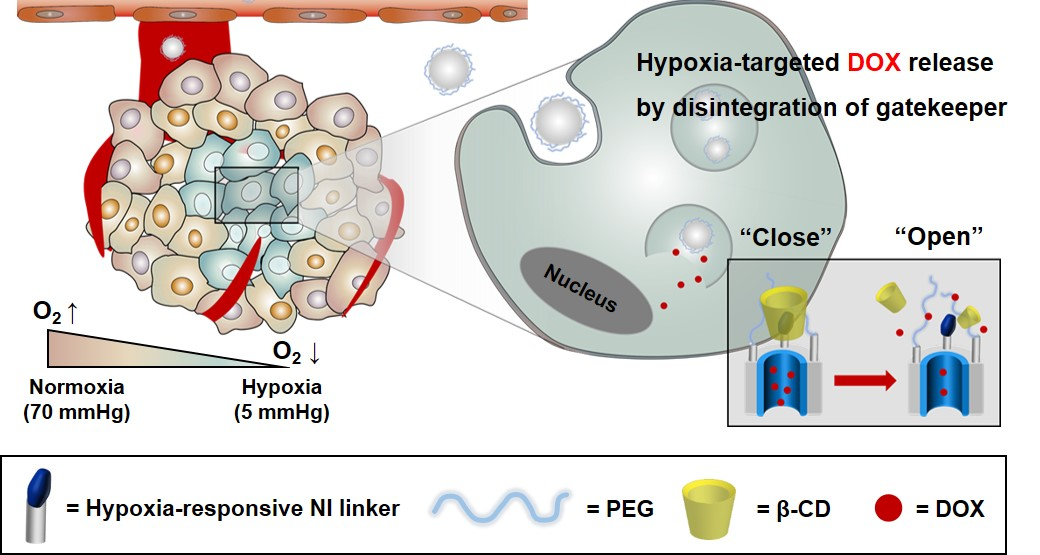 Hypoxia-targeted DOX release
by disintegration of gatekeeper
"Close"
"Open"
Nucleus
O2 ↑
O2 ↓
Normoxia
(70 mmHg)
Hypoxia
(5 mmHg)
= Hypoxia-responsive NI linker
= PEG
= β-CD
= DOX